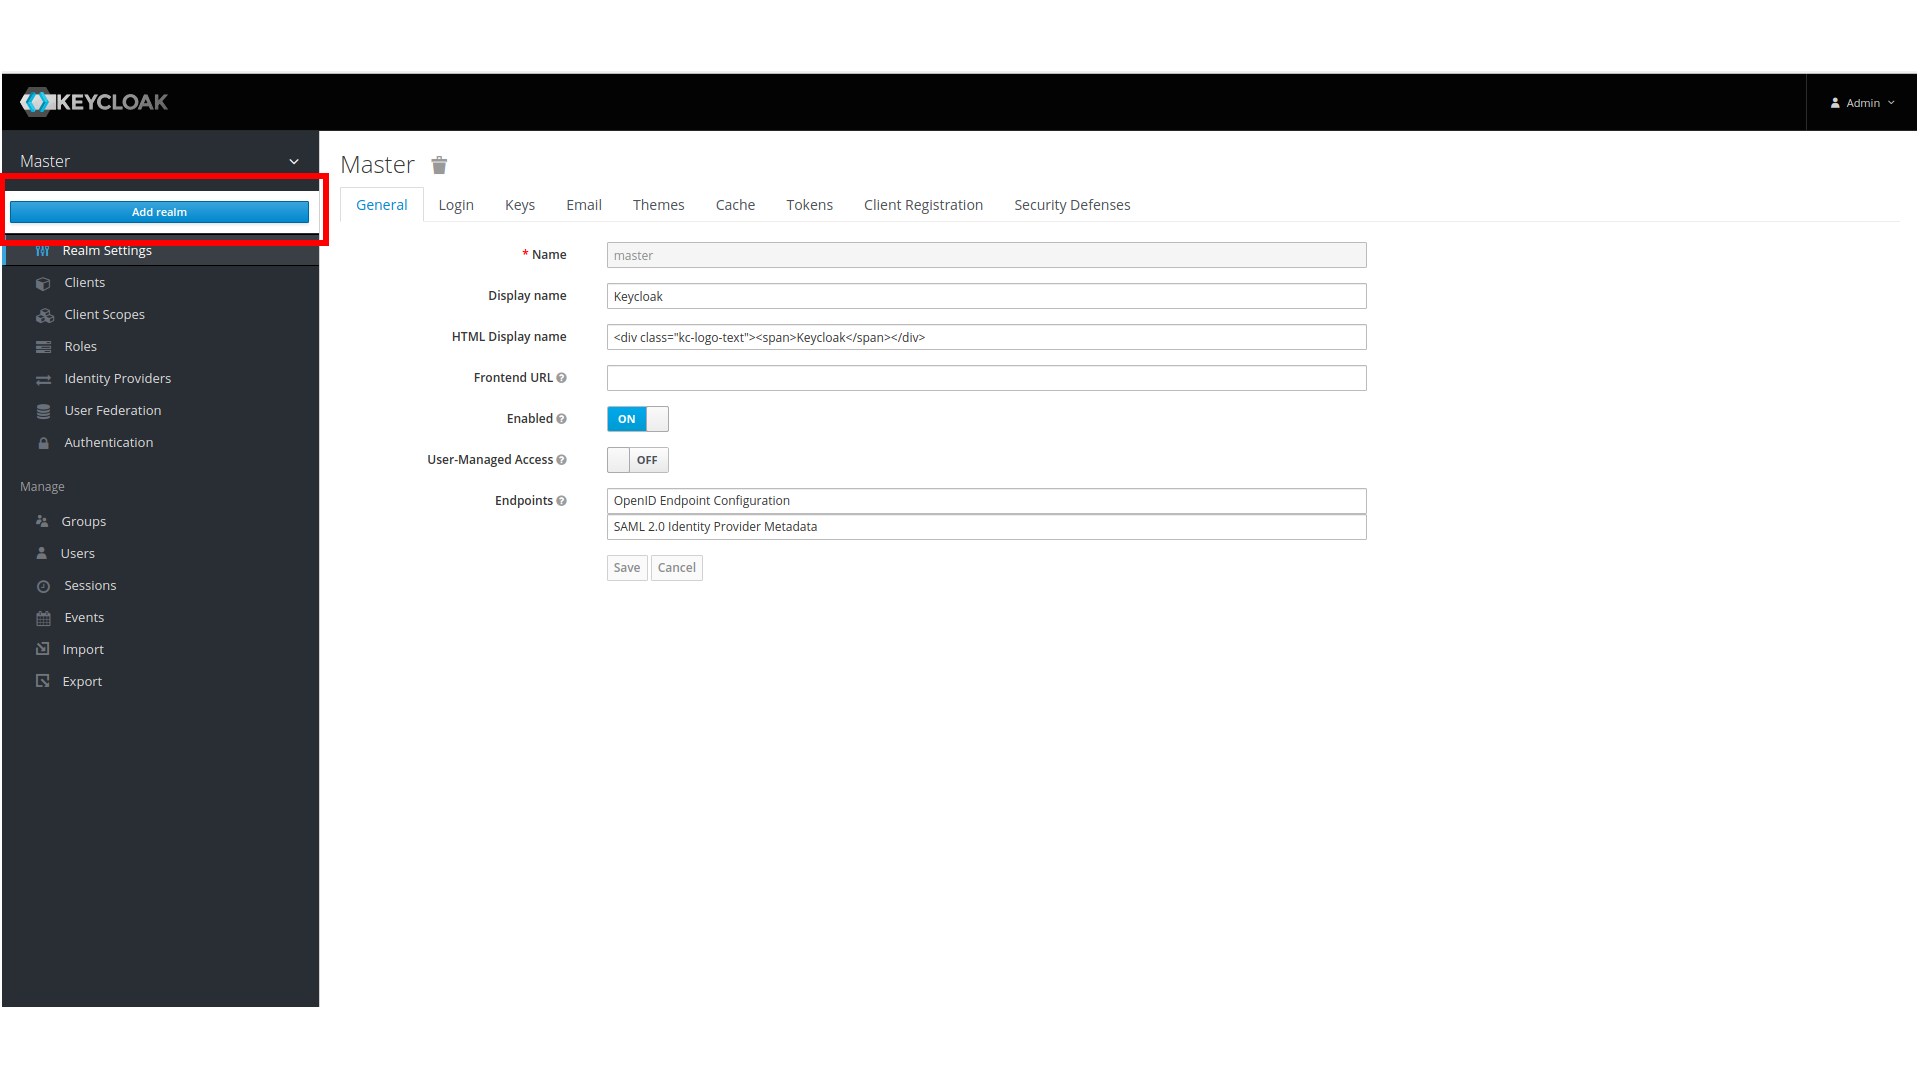 KEYCLOAK
Admin
Master
Add realm
Realm Settings
Clients
Client Scopes
Roles
Identity Providers
User Federation
Authentication
Manage
Groups
Users
Sessions
Events
Import
Export
Master
General Login Keys Email Themes Cache Tokens Client Registration Security Defenses
* Name master
Display name Keycloak
HTML Display name <div class="kc-logo-text"><span>Keycloak</span></div>
Frontend URL
Enabled ON
User-Managed Access OFF
Endpoints OpenID Endpoint Configuration
SAML 2.0 Identity Provider Metadata
Save Cancel